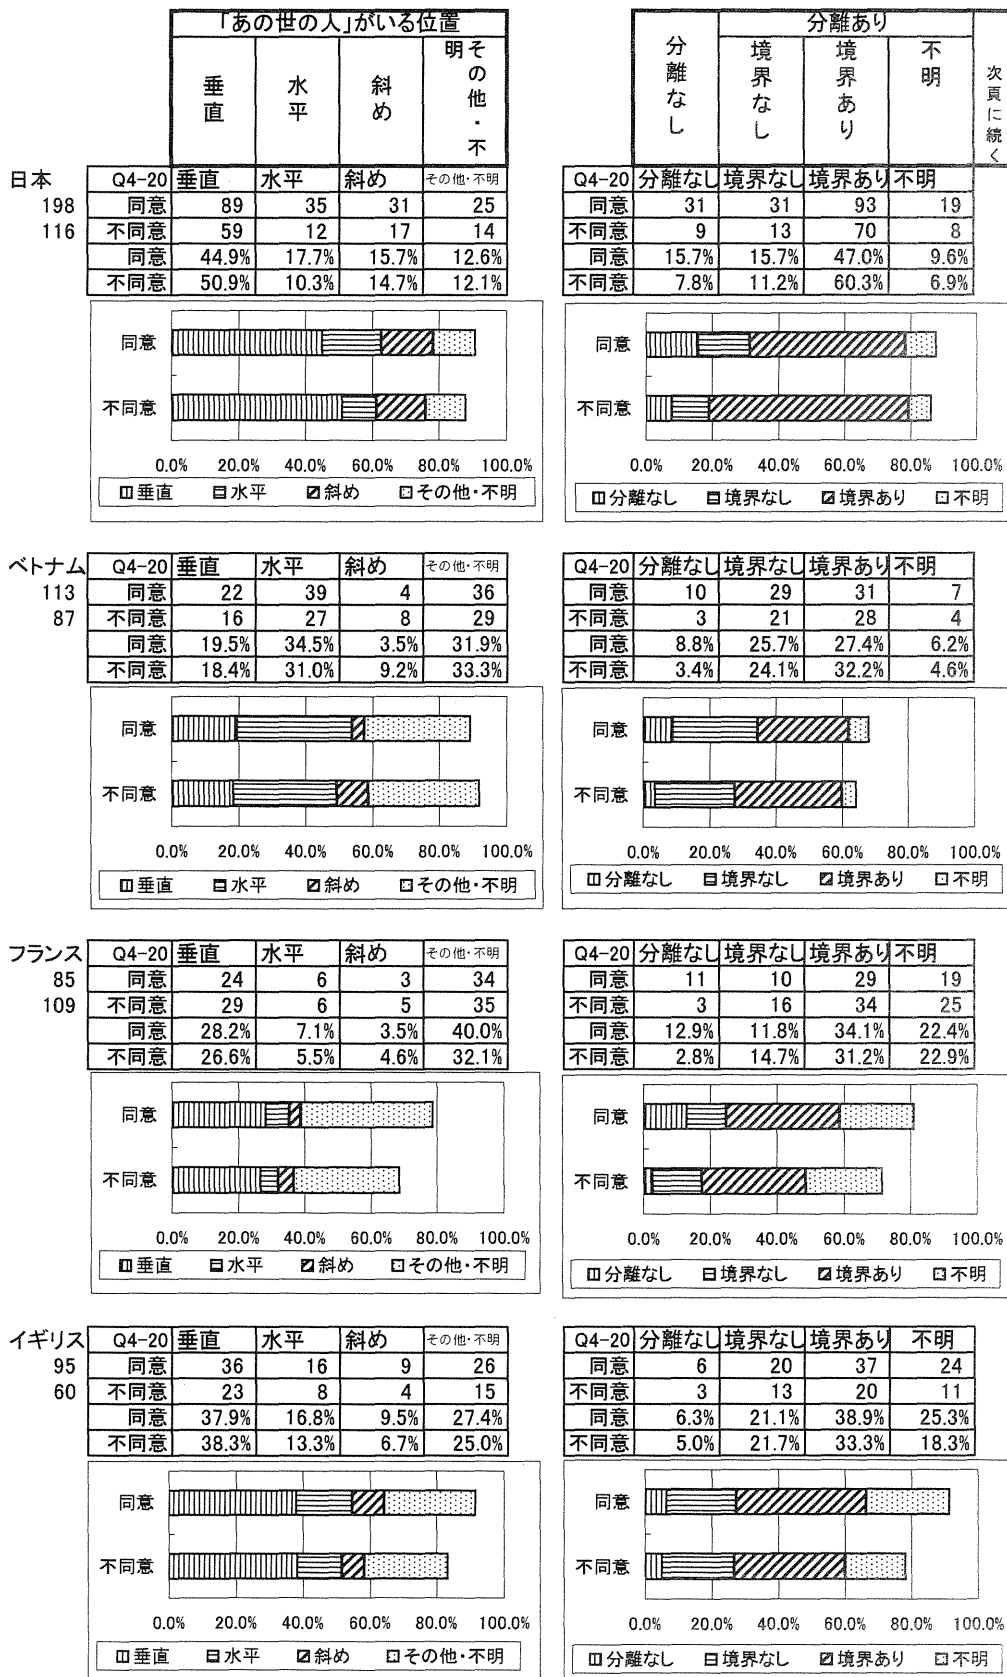 「あの世の人」がいる位置
垂直 水平 斜め その他・不明
分離なし 分離あり
境界なし 境界あり 不明
次頁に続く
日本 Q4-20 垂直 水平 斜め その他・不明
198 同意 89 35 31 25
116 不同意 59 12 17 14
同意 44.9% 17.7% 15.7% 12.6%
不同意 50.9% 10.3% 14.7% 12.1%
Q4-20 分離なし 境界なし 境界あり 不明
同意 31 31 93 19
不同意 9 13 70 8
同意 15.7% 15.7% 47.0% 9.6%
不同意 7.8% 11.2% 60.3% 6.9%
同意
不同意
0.0% 20.0% 40.0% 60.0% 80.0% 100.0%
垂直 水平 斜め その他・不明
同意
不同意
0.0% 20.0% 40.0% 60.0% 80.0% 100.0%
分離なし 境界なし 境界あり 不明
ベトナム Q4-20 垂直 水平 斜め その他・不明
113 同意 22 39 4 36
87 不同意 16 27 8 29
同意 19.5% 34.5% 3.5% 31.9%
不同意 18.4% 31.0% 9.2% 33.3%
Q4-20 分離なし 境界なし 境界あり 不明
同意 10 29 31 7
不同意 3 21 28 4
同意 8.8% 25.7% 27.4% 6.2%
不同意 3.4% 24.1% 32.2% 4.6%
同意
不同意
0.0% 20.0% 40.0% 60.0% 80.0% 100.0%
垂直 水平 斜め その他・不明
同意
不同意
0.0% 20.0% 40.0% 60.0% 80.0% 100.0%
分離なし 境界なし 境界あり 不明
フランス Q4-20 垂直 水平 斜め その他・不明
85 同意 24 6 3 34
109 不同意 29 6 5 35
同意 28.2% 7.1% 3.5% 40.0%
不同意 26.6% 5.5% 4.6% 32.1%
Q4-20 分離なし 境界なし 境界あり 不明
同意 11 10 29 19
不同意 3 16 34 25
同意 12.9% 11.8% 34.1% 22.4%
不同意 2.8% 14.7% 31.2% 22.9%
同意
不同意
0.0% 20.0% 40.0% 60.0% 80.0% 100.0%
垂直 水平 斜め その他・不明
同意
不同意
0.0% 20.0% 40.0% 60.0% 80.0% 100.0%
分離なし 境界なし 境界あり 不明
イギリス Q4-20 垂直 水平 斜め その他・不明
95 同意 36 16 9 26
60 不同意 23 8 4 15
同意 37.9% 16.8% 9.5% 27.4%
不同意 38.3% 13.3% 6.7% 25.0%
Q4-20 分離なし 境界なし 境界あり 不明
同意 6 20 37 24
不同意 3 13 20 11
同意 6.3% 21.1% 38.9% 25.3%
不同意 5.0% 21.7% 33.3% 18.3%
同意
不同意
0.0% 20.0% 40.0% 60.0% 80.0% 100.0%
垂直 水平 斜め その他・不明
同意
不同意
0.0% 20.0% 40.0% 60.0% 80.0% 100.0%
分離なし 境界なし 境界あり 不明